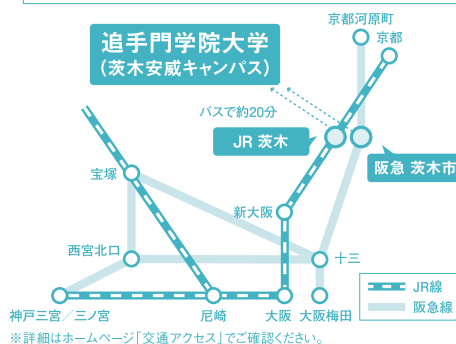 京都河原町
京都
追手門学院大学
(茨木安威キャンパス)
バスで約20分
JR 茨木
阪急 茨木市
宝塚
新大阪
西宮北口
十三
神戸三宮／三ノ宮
尼崎
大阪
大阪梅田
JR線
阪急線
※詳細はホームページ「交通アクセス」でご確認ください。